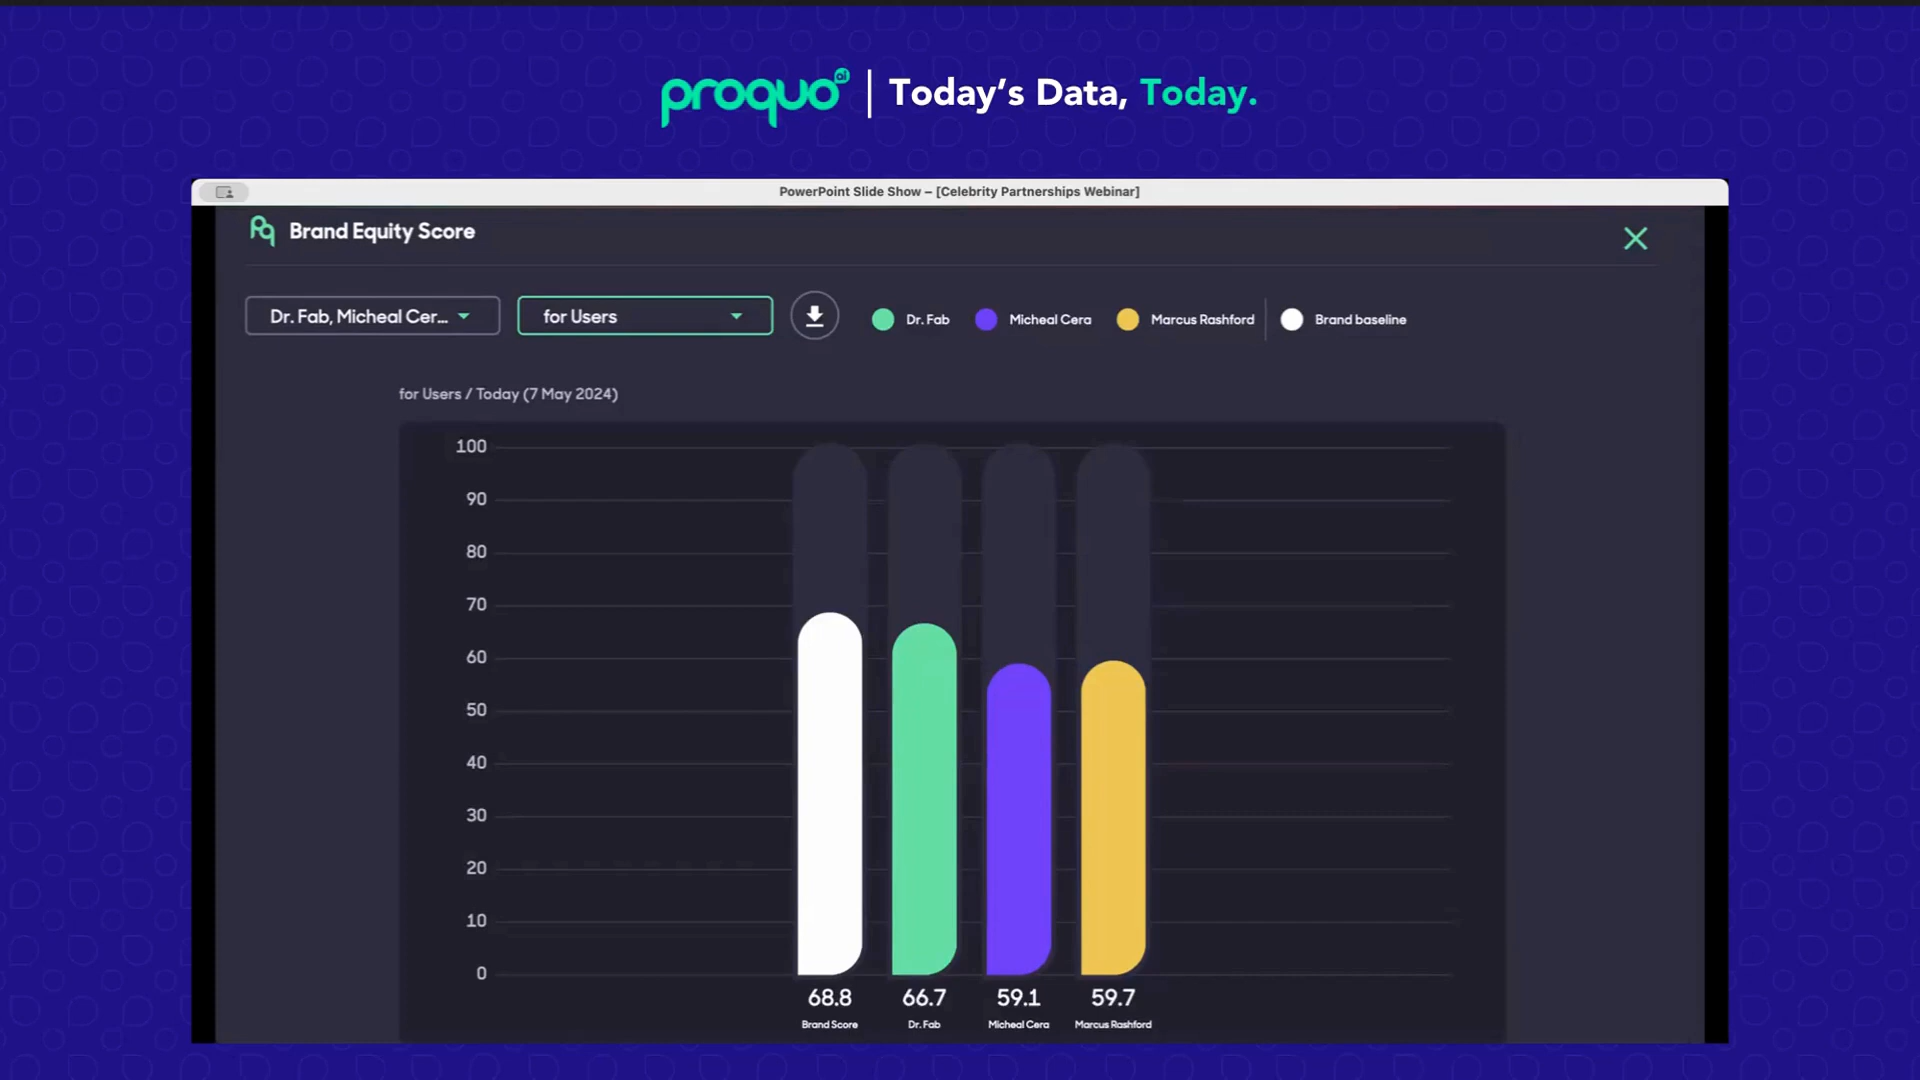 proquo ai | Today's Data, Today.
PowerPoint Slide Show – [Celebrity Partnerships Webinar]
Brand Equity Score
Dr. Fab, Micheal Cer...
for Users
Dr. Fab
Micheal Cera
Marcus Rashford
Brand baseline
for Users / Today (7 May 2024)
100
90
80
70
60
50
40
30
20
10
0
68.8 66.7 59.1 59.7
Brand Score Dr. Fab Micheal Cera Marcus Rashford